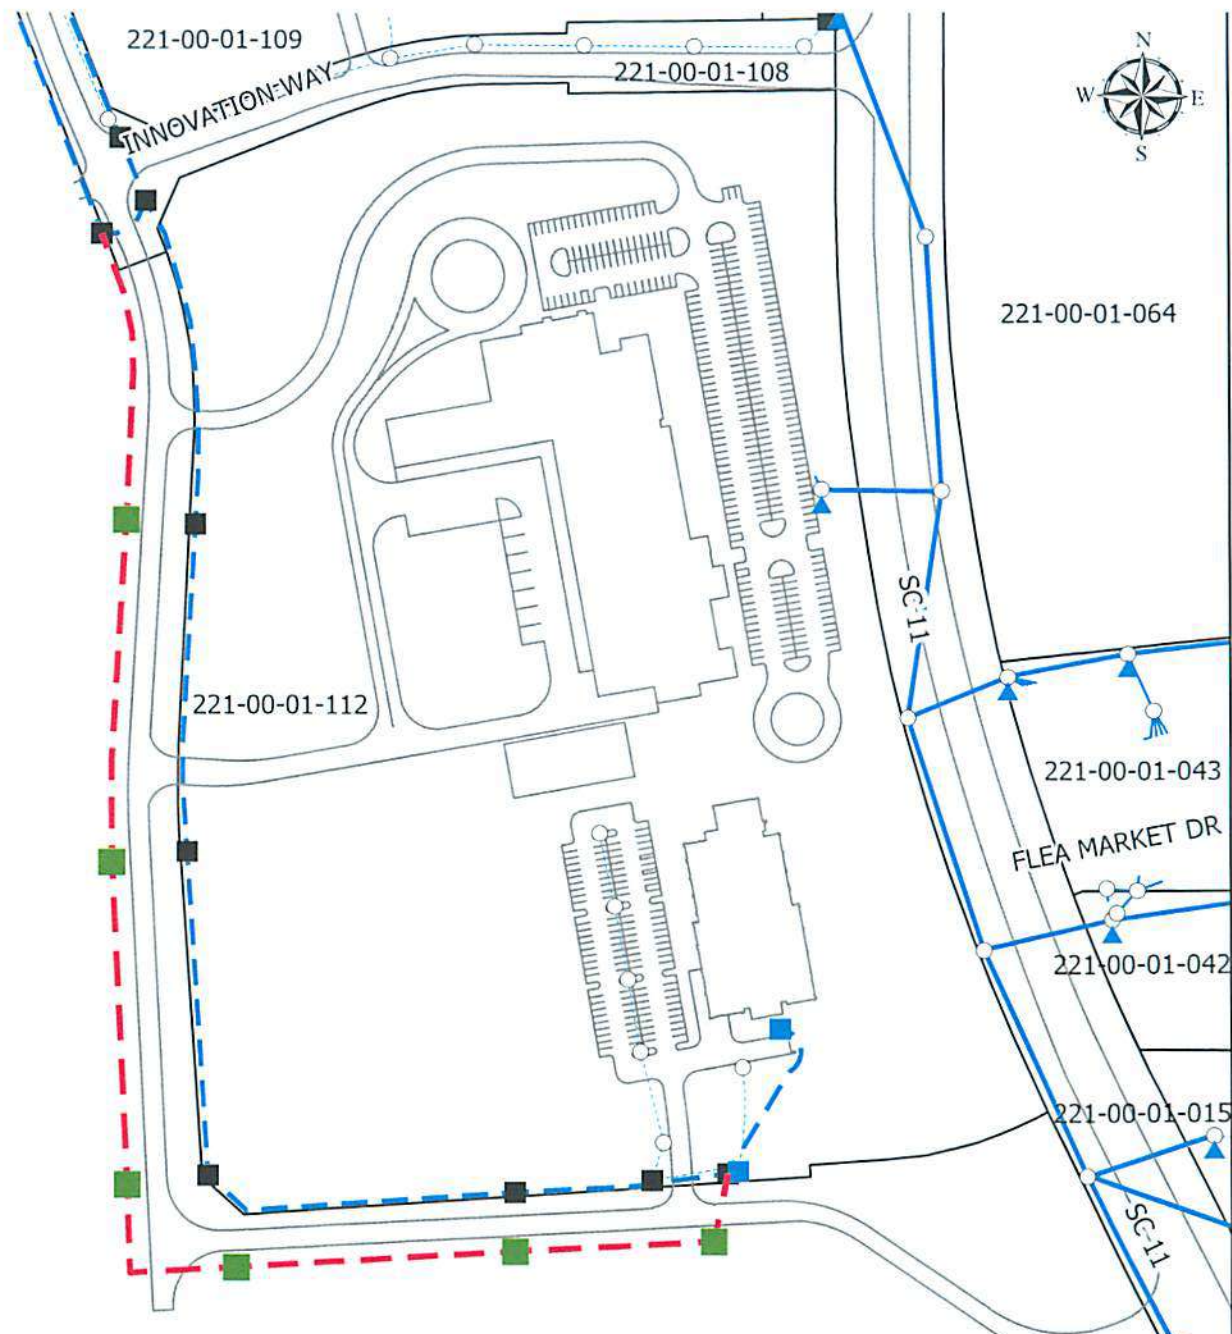 221-00-01-109
INNOVATION WAY
221-00-01-108
N
W E
S
221-00-01-064
SC 11
221-00-01-112
221-00-01-043
FLEA MARKET DR
221-00-01-042
221-00-01-015
SC 11